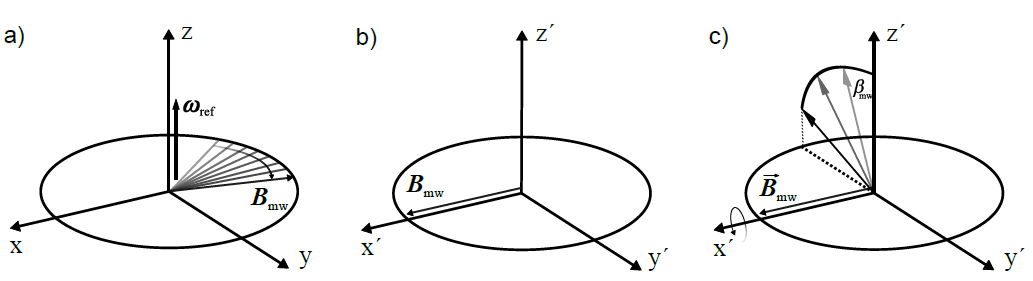 a)
z
ω_ref
B_mw
x
y
b)
z´
B_mw
x´
y´
c)
z´
β_mw
B⃗_mw
x´
y´